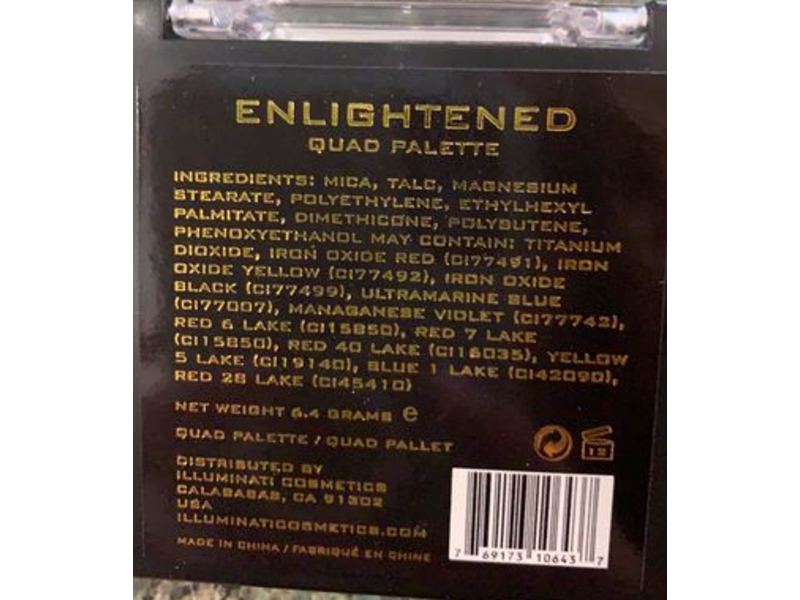 ENLIGHTENED
QUAD PALETTE
INGREDIENTS: MICA, TALC, MAGNESIUM
STEARATE, POLYETHYLENE, ETHYLHEXYL
PALMITATE, DIMETHICONE, POLYBUTENE,
PHENOXYETHANOL MAY CONTAIN: TITANIUM
DIOXIDE, IRON OXIDE RED (CI77491), IRON
OXIDE YELLOW (CI77492), IRON OXIDE
BLACK (CI77499), ULTRAMARINE BLUE
(CI77007), MANAGANESE VIOLET (CI77742),
RED 6 LAKE (CI15850), RED 7 LAKE
(CI15850), RED 40 LAKE (CI16035), YELLOW
5 LAKE (CI19140), BLUE 1 LAKE (CI42090),
RED 28 LAKE (CI45410)
NET WEIGHT 6.4 GRAMS e
QUAD PALETTE / QUAD PALLET
12
DISTRIBUTED BY
ILLUMINATI COSMETICS
CALABASAS, CA 91302
USA
ILLUMINATICOSMETICS.COM
MADE IN CHINA / FABRIQUÉ EN CHINE
7 69173 10643 7